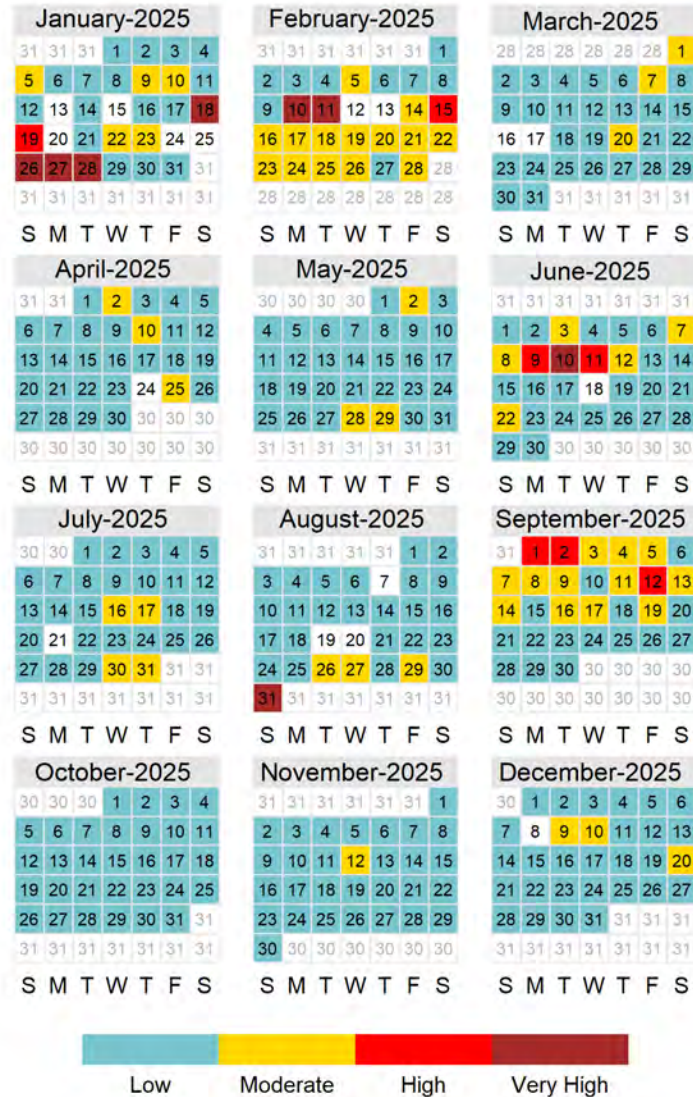 January-2025 February-2025 March-2025
31 31 31 1 2 3 4 31 31 31 31 31 31 1 28 28 28 28 28 28 1
5 6 7 8 9 10 11 2 3 4 5 6 7 8 2 3 4 5 6 7 8
12 13 14 15 16 17 18 9 10 11 12 13 14 15 9 10 11 12 13 14 15
19 20 21 22 23 24 25 16 17 18 19 20 21 22 16 17 18 19 20 21 22
26 27 28 29 30 31 31 23 24 25 26 27 28 28 23 24 25 26 27 28 29
31 31 31 31 31 31 31 28 28 28 28 28 28 28 30 31 31 31 31 31 31
S M T W T F S S M T W T F S S M T W T F S
April-2025 May-2025 June-2025
31 31 1 2 3 4 5 30 30 30 30 1 2 3 31 31 31 31 31 31 31
6 7 8 9 10 11 12 4 5 6 7 8 9 10 1 2 3 4 5 6 7
13 14 15 16 17 18 19 11 12 13 14 15 16 17 8 9 10 11 12 13 14
20 21 22 23 24 25 26 18 19 20 21 22 23 24 15 16 17 18 19 20 21
27 28 29 30 30 30 30 25 26 27 28 29 30 31 22 23 24 25 26 27 28
30 30 30 30 30 30 30 31 31 31 31 31 31 31 29 30 30 30 30 30 30
S M T W T F S S M T W T F S S M T W T F S
July-2025 August-2025 September-2025
30 30 1 2 3 4 5 31 31 31 31 31 1 2 31 1 2 3 4 5 6
6 7 8 9 10 11 12 3 4 5 6 7 8 9 7 8 9 10 11 12 13
13 14 15 16 17 18 19 10 11 12 13 14 15 16 14 15 16 17 18 19 20
20 21 22 23 24 25 26 17 18 19 20 21 22 23 21 22 23 24 25 26 27
27 28 29 30 31 31 31 24 25 26 27 28 29 30 28 29 30 30 30 30 30
31 31 31 31 31 31 31 31 31 31 31 31 31 31 30 30 30 30 30 30 30
S M T W T F S S M T W T F S S M T W T F S
October-2025 November-2025 December-2025
30 30 30 1 2 3 4 31 31 31 31 31 31 1 30 1 2 3 4 5 6
5 6 7 8 9 10 11 2 3 4 5 6 7 8 7 8 9 10 11 12 13
12 13 14 15 16 17 18 9 10 11 12 13 14 15 14 15 16 17 18 19 20
19 20 21 22 23 24 25 16 17 18 19 20 21 22 21 22 23 24 25 26 27
26 27 28 29 30 31 31 23 24 25 26 27 28 29 28 29 30 31 31 31 31
31 31 31 31 31 31 31 30 30 30 30 30 30 30 31 31 31 31 31 31 31
S M T W T F S S M T W T F S S M T W T F S
Low Moderate High Very High